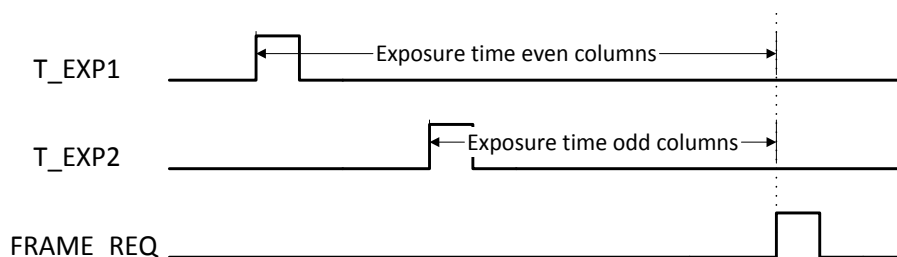 Exposure time even columns
T_EXP1
Exposure time odd columns
T_EXP2
FRAME_REQ